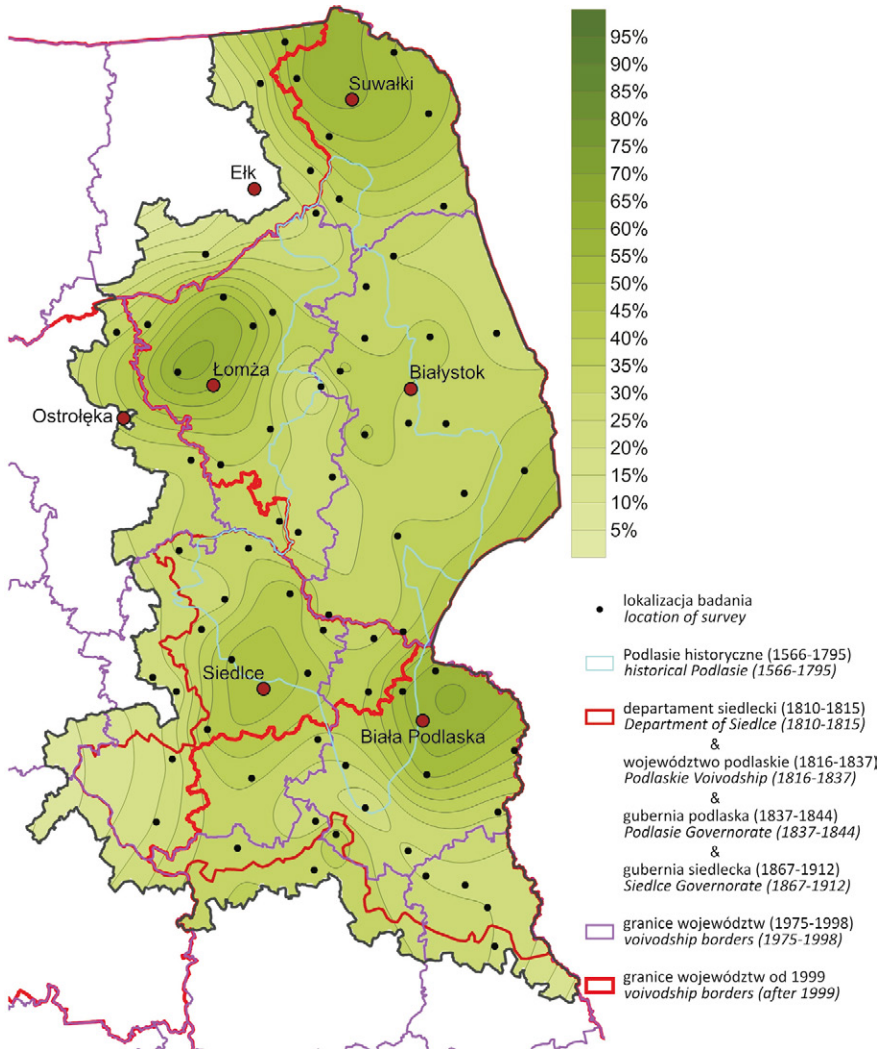 Suwałki
Ełk
Łomża
Białystok
Ostrołęka
Siedlce
Biała Podlaska
95%
90%
85%
80%
75%
70%
65%
60%
55%
50%
45%
40%
35%
30%
25%
20%
15%
10%
5%
lokalizacja badania
location of survey
Podlasie historyczne (1566-1795)
historical Podlasie (1566-1795)
departament siedlecki (1810-1815)
Department of Siedlce (1810-1815)
&
województwo podlaskie (1816-1837)
Podlaskie Voivodship (1816-1837)
&
gubernia podlaska (1837-1844)
Podlasie Governorate (1837-1844)
&
gubernia siedlecka (1867-1912)
Siedlce Governorate (1867-1912)
granice województw (1975-1998)
voivodship borders (1975-1998)
granice województw od 1999
voivodship borders (after 1999)